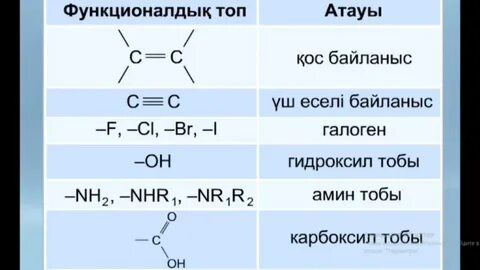 Функционалдық топ Атауы
C=C қос байланыс
C≡C үш еселі байланыс
–F, –Cl, –Br, –I галоген
–OH гидроксил тобы
–NH2, –NHR1, –NR1R2 амин тобы
O
–C карбоксил тобы
OH